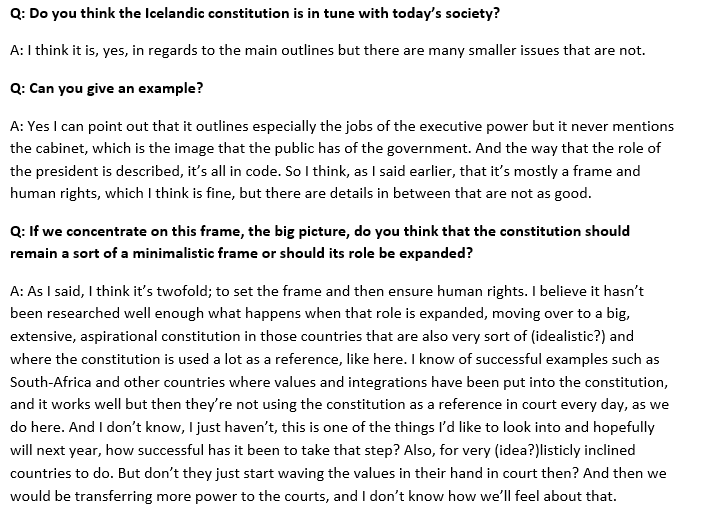 Q: Do you think the Icelandic constitution is in tune with today's society?
A: I think it is, yes, in regards to the main outlines but there are many smaller issues that are not.
Q: Can you give an example?
A: Yes I can point out that it outlines especially the jobs of the executive power but it never mentions
the cabinet, which is the image that the public has of the government. And the way that the role of
the president is described, it's all in code. So I think, as I said earlier, that it's mostly a frame and
human rights, which I think is fine, but there are details in between that are not as good.
Q: If we concentrate on this frame, the big picture, do you think that the constitution should
remain a sort of a minimalistic frame or should its role be expanded?
A: As I said, I think it's twofold; to set the frame and then ensure human rights. I believe it hasn't
been researched well enough what happens when that role is expanded, moving over to a big,
extensive, aspirational constitution in those countries that are also very sort of (idealistic?) and
where the constitution is used a lot as a reference, like here. I know of successful examples such as
South-Africa and other countries where values and integrations have been put into the constitution,
and it works well but then they're not using the constitution as a reference in court every day, as we
do here. And I don't know, I just haven't, this is one of the things I'd like to look into and hopefully
will next year, how successful has it been to take that step? Also, for very (idea?)listicly inclined
countries to do. But don't they just start waving the values in their hand in court then? And then we
would be transferring more power to the courts, and I don't know how we'll feel about that.